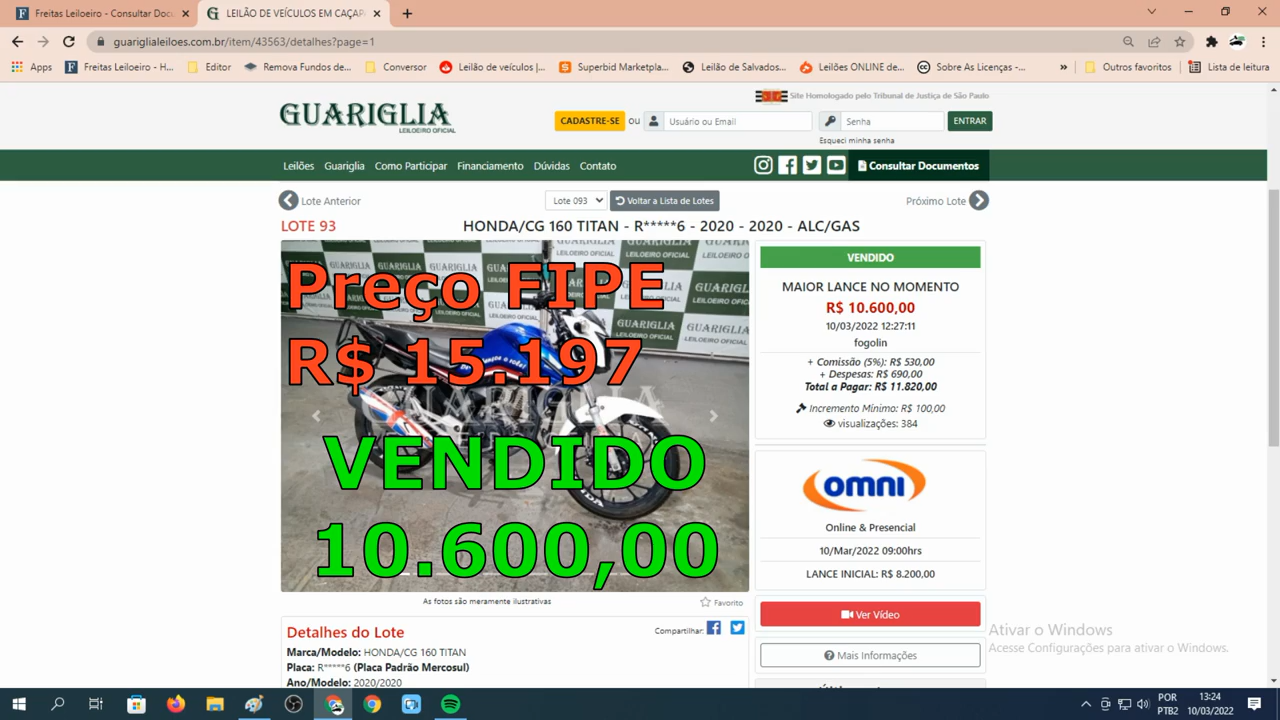 Freitas Leiloeiro - Consultar Docu
LEILÃO DE VEÍCULOS EM CAÇAPA
guariglialeiloes.com.br/item/43563/detalhes?page=1
Apps
Freitas Leiloeiro - H...
Editor
Remova Fundos de...
Conversor
Leilão de veículos |...
Superbid Marketpla...
Leilão de Salvados...
Leilões ONLINE de...
Sobre As Licenças -...
»
Outros favoritos
Lista de leitura
Site Homologado pelo Tribunal de Justiça de São Paulo
GUARIGLIA
LEILOEIRO OFICIAL
CADASTRE-SE ou Usuário ou Email Senha ENTRAR
Esqueci minha senha
Leilões Guariglia Como Participar Financiamento Dúvidas Contato Consultar Documentos
Lote Anterior Lote 093 Voltar a Lista de Lotes Próximo Lote
LOTE 93 HONDA/CG 160 TITAN - R*****6 - 2020 - 2020 - ALC/GAS
Preço FIPE
R$ 15.197
VENDIDO
10.600,00
GUARIGLIA
LEILOEIRO OFICIAL
As fotos são meramente ilustrativas
Favorito
VENDIDO
MAIOR LANCE NO MOMENTO
R$ 10.600,00
10/03/2022 12:27:11
fogolin
+ Comissão (5%): R$ 530,00
+ Despesas: R$ 690,00
Total a Pagar: R$ 11.820,00
Incremento Mínimo: R$ 100,00
visualizações: 384
omni
Online & Presencial
10/Mar/2022 09:00hrs
LANCE INICIAL: R$ 8.200,00
Ver Vídeo
Mais Informações
Detalhes do Lote
Compartilhar:
Marca/Modelo: HONDA/CG 160 TITAN
Placa: R*****6 (Placa Padrão Mercosul)
Ano/Modelo: 2020/2020
Ativar o Windows
Acesse Configurações para ativar o Windows.
POR
PTB2
13:24
10/03/2022